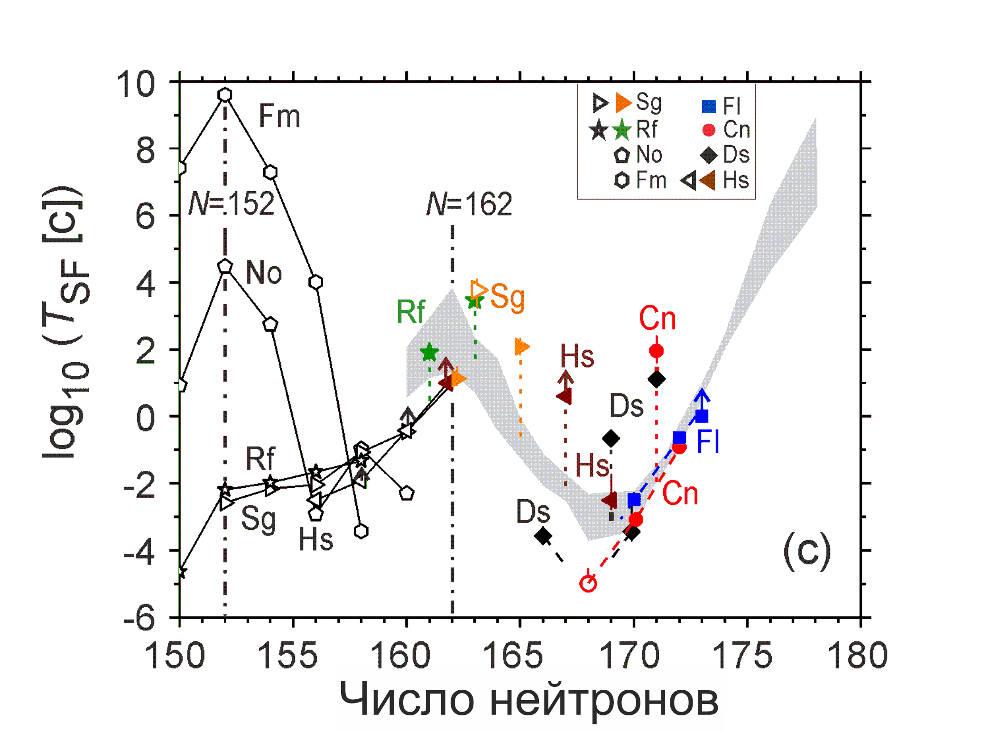 log10 (TSF [c])
10
8
6
4
2
0
-2
-4
-6
Fm
N=152
No
Rf
Sg
Hs
N=162
Rf
Sg
Hs
Ds
Hs
Ds
Cn
Cn
Fl
Sg
Rf
No
Fm
Fl
Cn
Ds
Hs
(c)
150 155 160 165 170 175 180
Число нейтронов